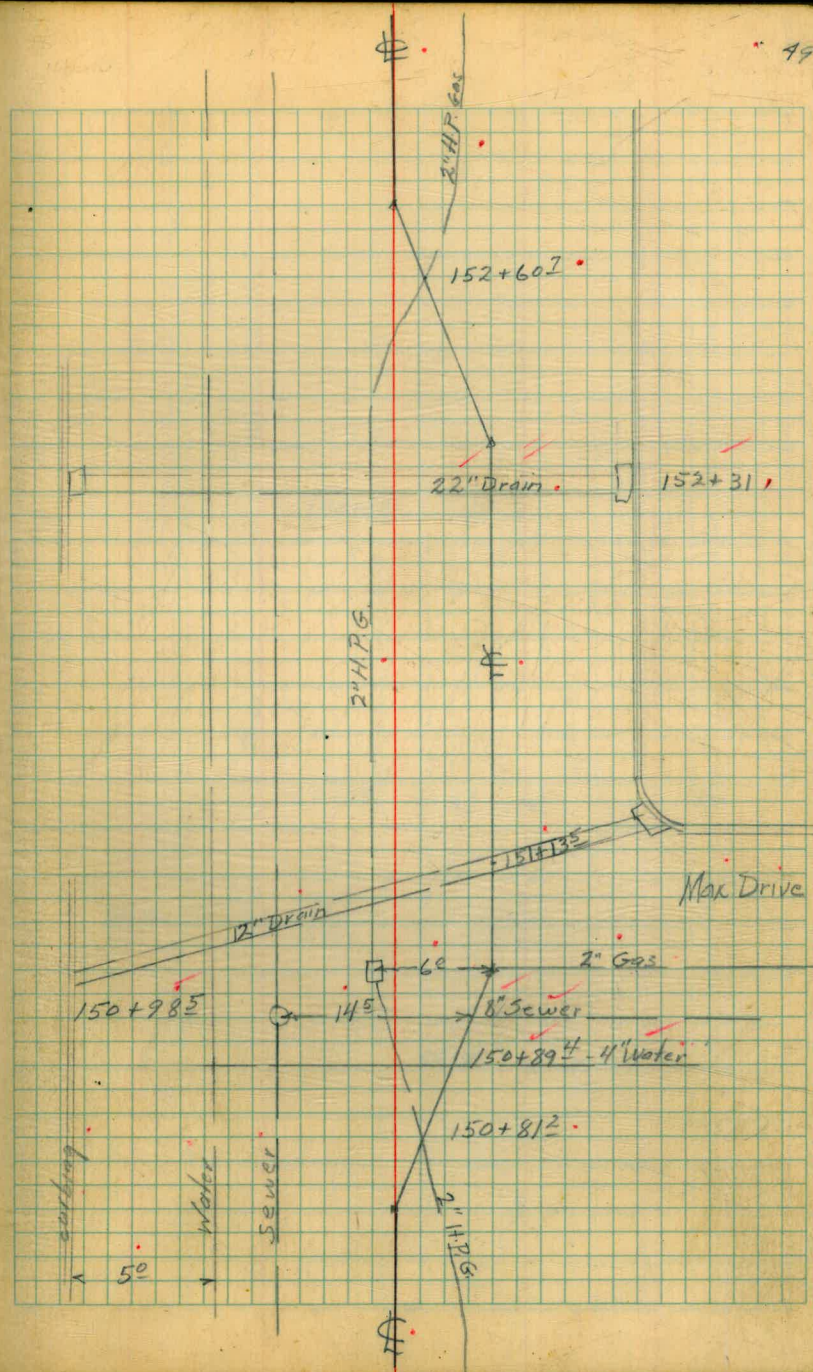 49
2" H.P. Gas
152+60⁷
22" Drain
152+31
2" H.P.G.
151+13⁵
12" Drain
Max Drive
6⁰
2" Gas
150+98⁵
14⁵
8" Sewer
150+89⁴ - 4" Water
150+81²
curbing
Water
Sewer
2" H.P.G.
5⁰